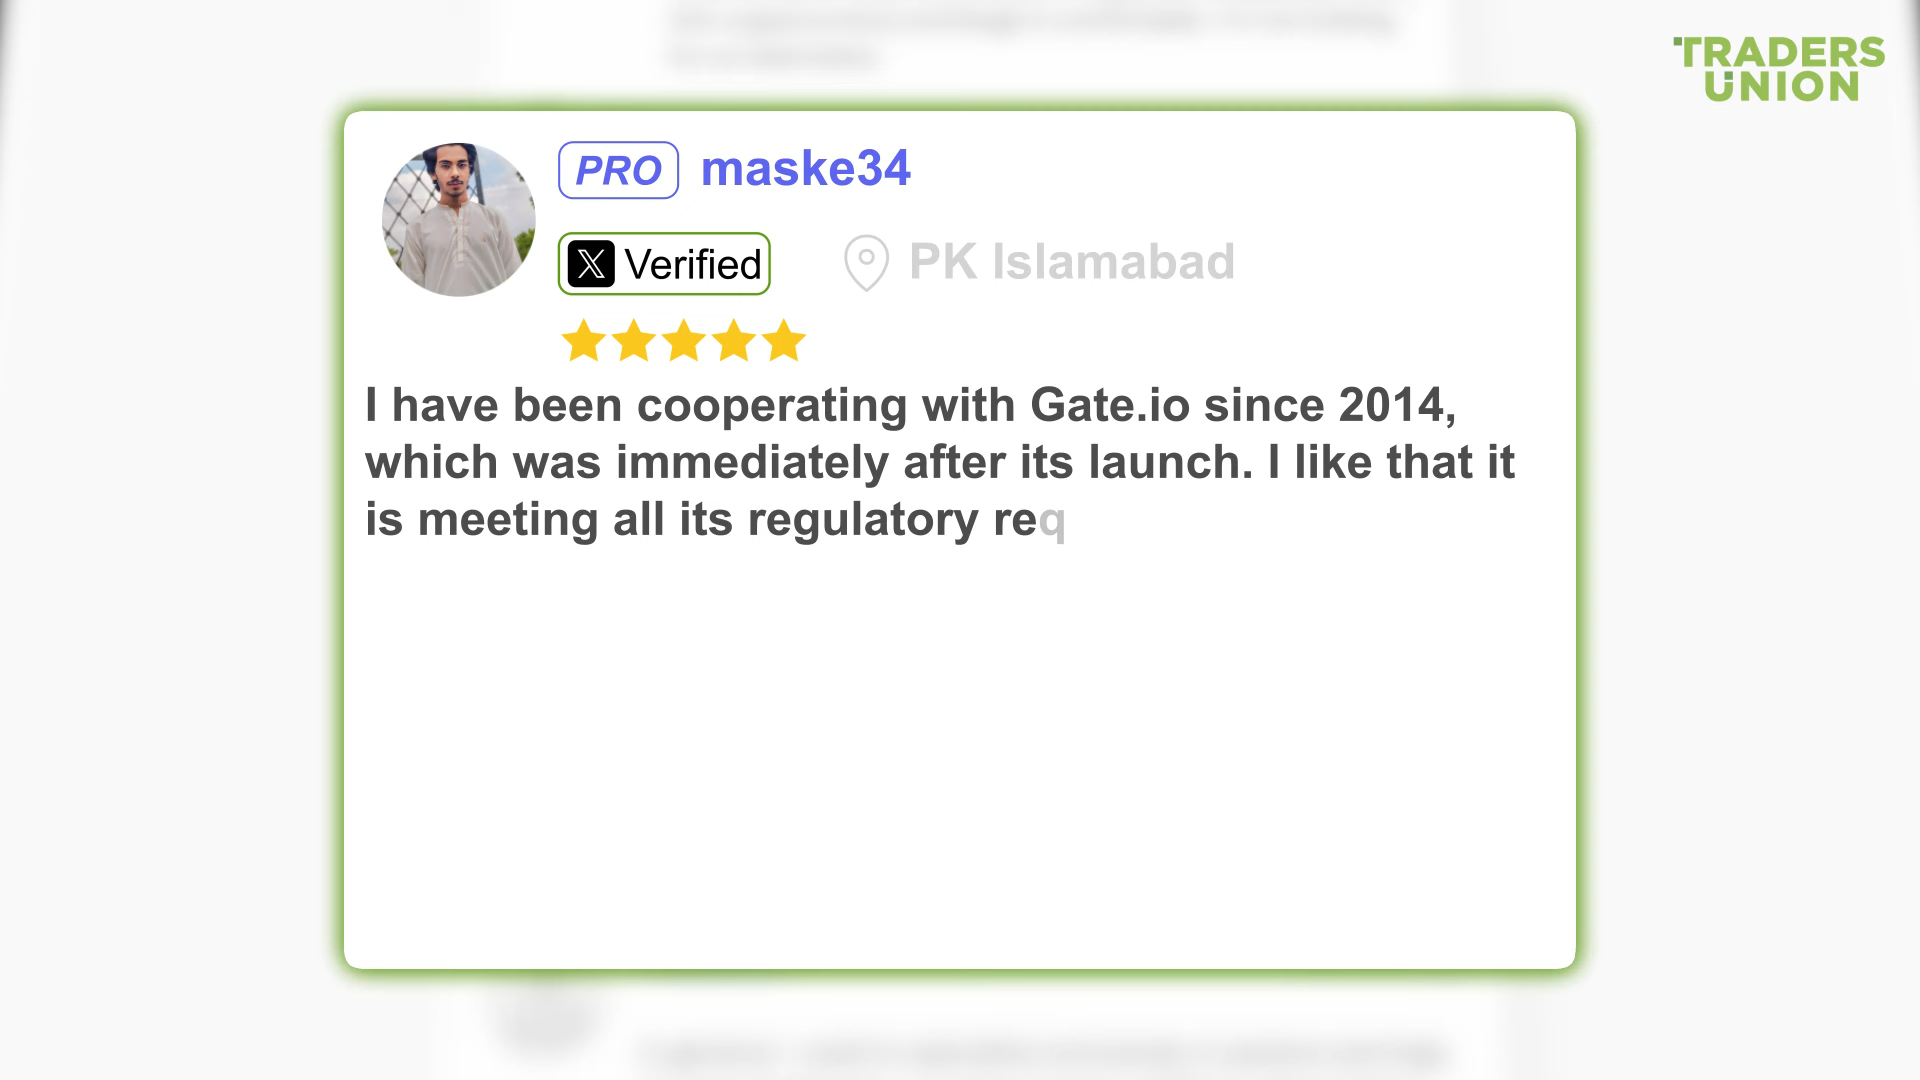 TRADERS
UNION
PRO maske34
X Verified PK Islamabad
I have been cooperating with Gate.io since 2014,
which was immediately after its launch. I like that it
is meeting all its regulatory req